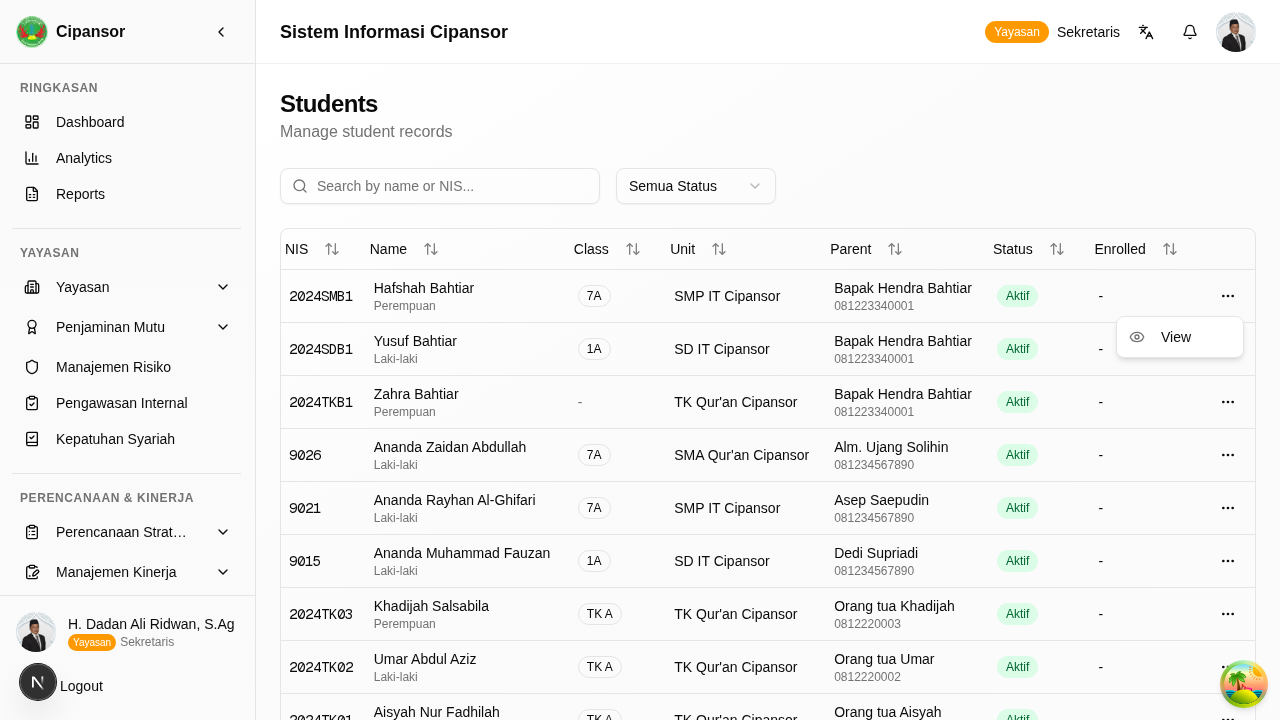 Cipansor
Sistem Informasi Cipansor
Yayasan Sekretaris
RINGKASAN
Dashboard
Analytics
Reports
YAYASAN
Yayasan
Penjaminan Mutu
Manajemen Risiko
Pengawasan Internal
Kepatuhan Syariah
PERENCANAAN & KINERJA
Perencanaan Strat...
Manajemen Kinerja
H. Dadan Ali Ridwan, S.Ag
Yayasan Sekretaris
N Logout
Students
Manage student records
Search by name or NIS...
Semua Status
NIS Name Class Unit Parent Status Enrolled
2024SMB1 Hafshah Bahtiar 7A SMP IT Cipansor Bapak Hendra Bahtiar Aktif -
Perempuan 081223340001
View
2024SDB1 Yusuf Bahtiar 1A SD IT Cipansor Bapak Hendra Bahtiar Aktif -
Laki-laki 081223340001
2024TKB1 Zahra Bahtiar - TK Qur'an Cipansor Bapak Hendra Bahtiar Aktif -
Perempuan 081223340001
9026 Ananda Zaidan Abdullah 7A SMA Qur'an Cipansor Alm. Ujang Solihin Aktif -
Laki-laki 081234567890
9021 Ananda Rayhan Al-Ghifari 7A SMP IT Cipansor Asep Saepudin Aktif -
Laki-laki 081234567890
9015 Ananda Muhammad Fauzan 1A SD IT Cipansor Dedi Supriadi Aktif -
Laki-laki 081234567890
2024TK03 Khadijah Salsabila TK A TK Qur'an Cipansor Orang tua Khadijah Aktif -
Perempuan 0812220003
2024TK02 Umar Abdul Aziz TK A TK Qur'an Cipansor Orang tua Umar Aktif -
Laki-laki 0812220002
2024TK01 Aisyah Nur Fadhilah TK A TK Qur'an Cipansor Orang tua Aisyah Aktif -